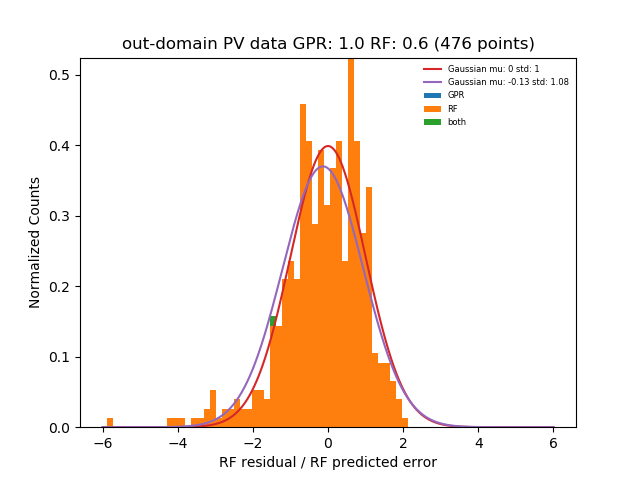 out-domain PV data GPR: 1.0 RF: 0.6 (476 points)
Gaussian mu: 0 std: 1
Gaussian mu: -0.13 std: 1.08
GPR
RF
both
0.5
0.4
0.3
0.2
0.1
0.0
Normalized Counts
−6 −4 −2 0 2 4 6
RF residual / RF predicted error